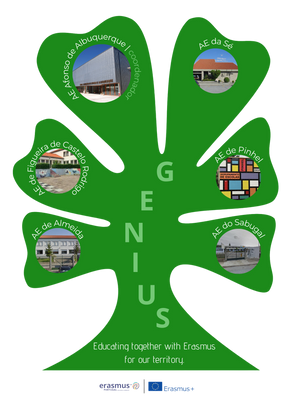 AE Afonso de Albuquerque | coordenador
AE da Sé
AE de Figueira de Castelo Rodrigo
AE de Pinhel
AE de Almeida
AE do Sabugal
GENIUS
Educating together with Erasmus
for our territory.
erasmus+
Erasmus+